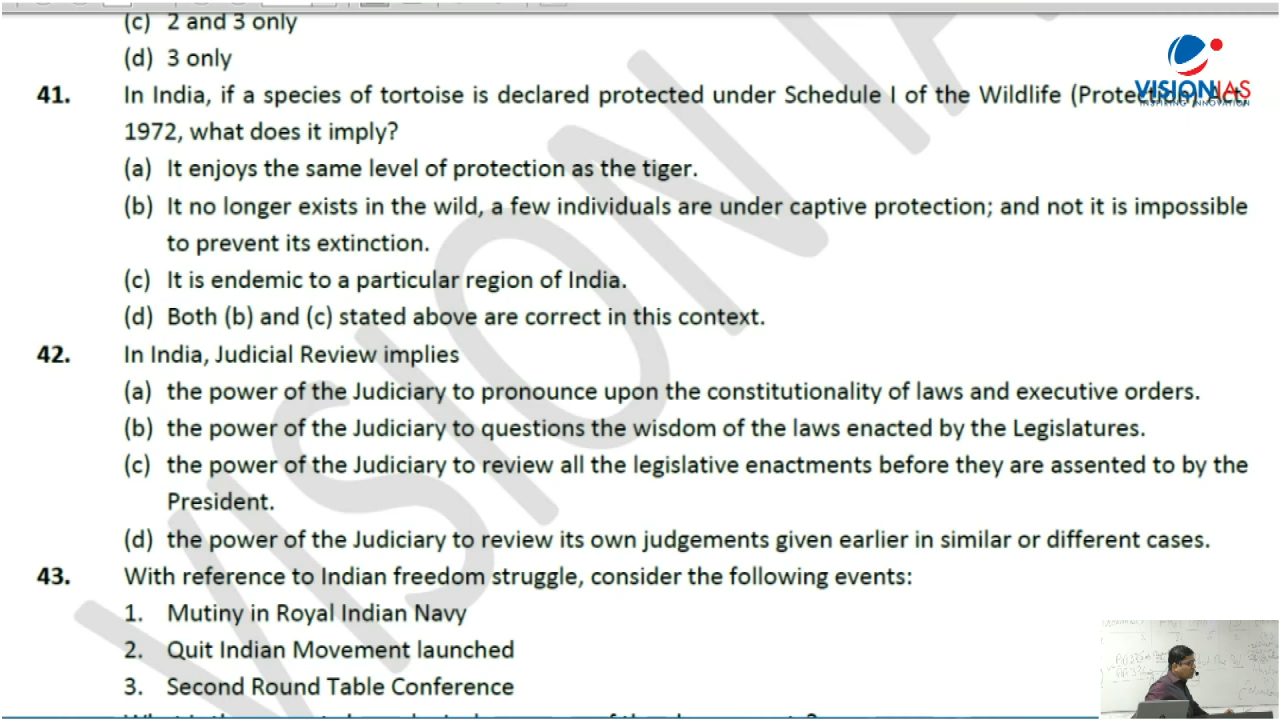 (c) 2 and 3 only
(d) 3 only
VISIONIAS
INSPIRING INNOVATION
41. In India, if a species of tortoise is declared protected under Schedule I of the Wildlife (Protection) Act,
1972, what does it imply?
(a) It enjoys the same level of protection as the tiger.
(b) It no longer exists in the wild, a few individuals are under captive protection; and not it is impossible
to prevent its extinction.
(c) It is endemic to a particular region of India.
(d) Both (b) and (c) stated above are correct in this context.
42. In India, Judicial Review implies
(a) the power of the Judiciary to pronounce upon the constitutionality of laws and executive orders.
(b) the power of the Judiciary to questions the wisdom of the laws enacted by the Legislatures.
(c) the power of the Judiciary to review all the legislative enactments before they are assented to by the
President.
(d) the power of the Judiciary to review its own judgements given earlier in similar or different cases.
43. With reference to Indian freedom struggle, consider the following events:
1. Mutiny in Royal Indian Navy
2. Quit Indian Movement launched
3. Second Round Table Conference
VISION IA